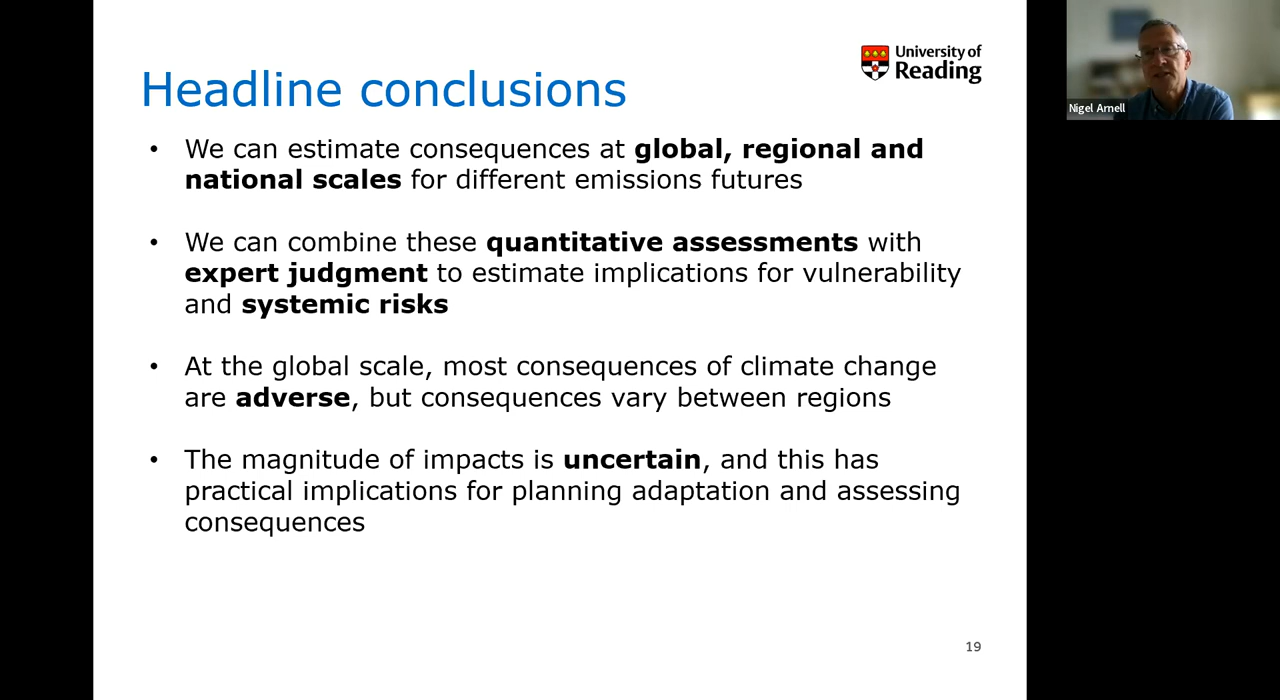 University of
Reading
Headline conclusions
• We can estimate consequences at global, regional and
national scales for different emissions futures
• We can combine these quantitative assessments with
expert judgment to estimate implications for vulnerability
and systemic risks
• At the global scale, most consequences of climate change
are adverse, but consequences vary between regions
• The magnitude of impacts is uncertain, and this has
practical implications for planning adaptation and assessing
consequences
19
Nigel Arnell